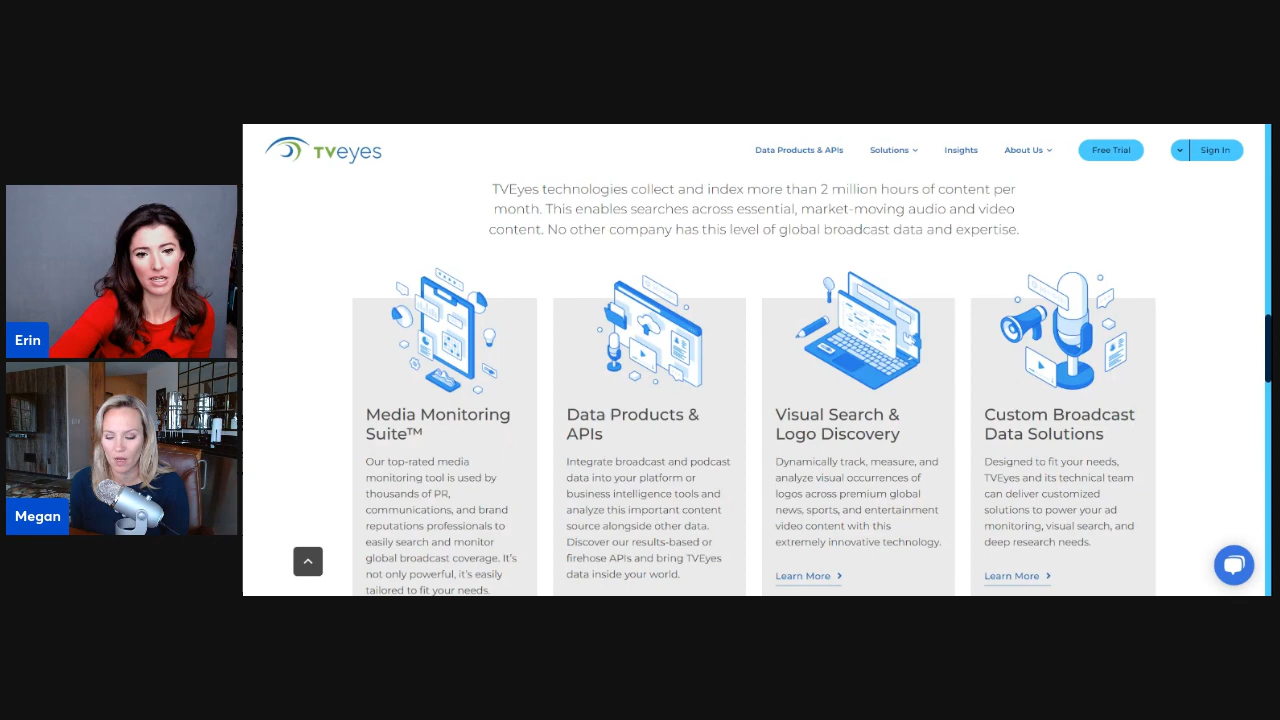 TVeyes
Data Products & APIs
Solutions
Insights
About Us
Free Trial
Sign In
TVEyes technologies collect and index more than 2 million hours of content per
month. This enables searches across essential, market-moving audio and video
content. No other company has this level of global broadcast data and expertise.
Erin
Megan
Media Monitoring
Suite™
Our top-rated media
monitoring tool is used by
thousands of PR,
communications, and brand
reputations professionals to
easily search and monitor
global broadcast coverage. It's
not only powerful, it's easily
tailored to fit your needs.
Data Products &
APIs
Integrate broadcast and podcast
data into your platform or
business intelligence tools and
analyze this important content
source alongside other data.
Discover our results-based or
firehose APIs and bring TVEyes
data inside your world.
Visual Search &
Logo Discovery
Dynamically track, measure, and
analyze visual occurrences of
logos across premium global
news, sports, and entertainment
video content with this
extremely innovative technology.
Learn More
Custom Broadcast
Data Solutions
Designed to fit your needs,
TVEyes and its technical team
can deliver customized
solutions to power your ad
monitoring, visual search, and
deep research needs.
Learn More